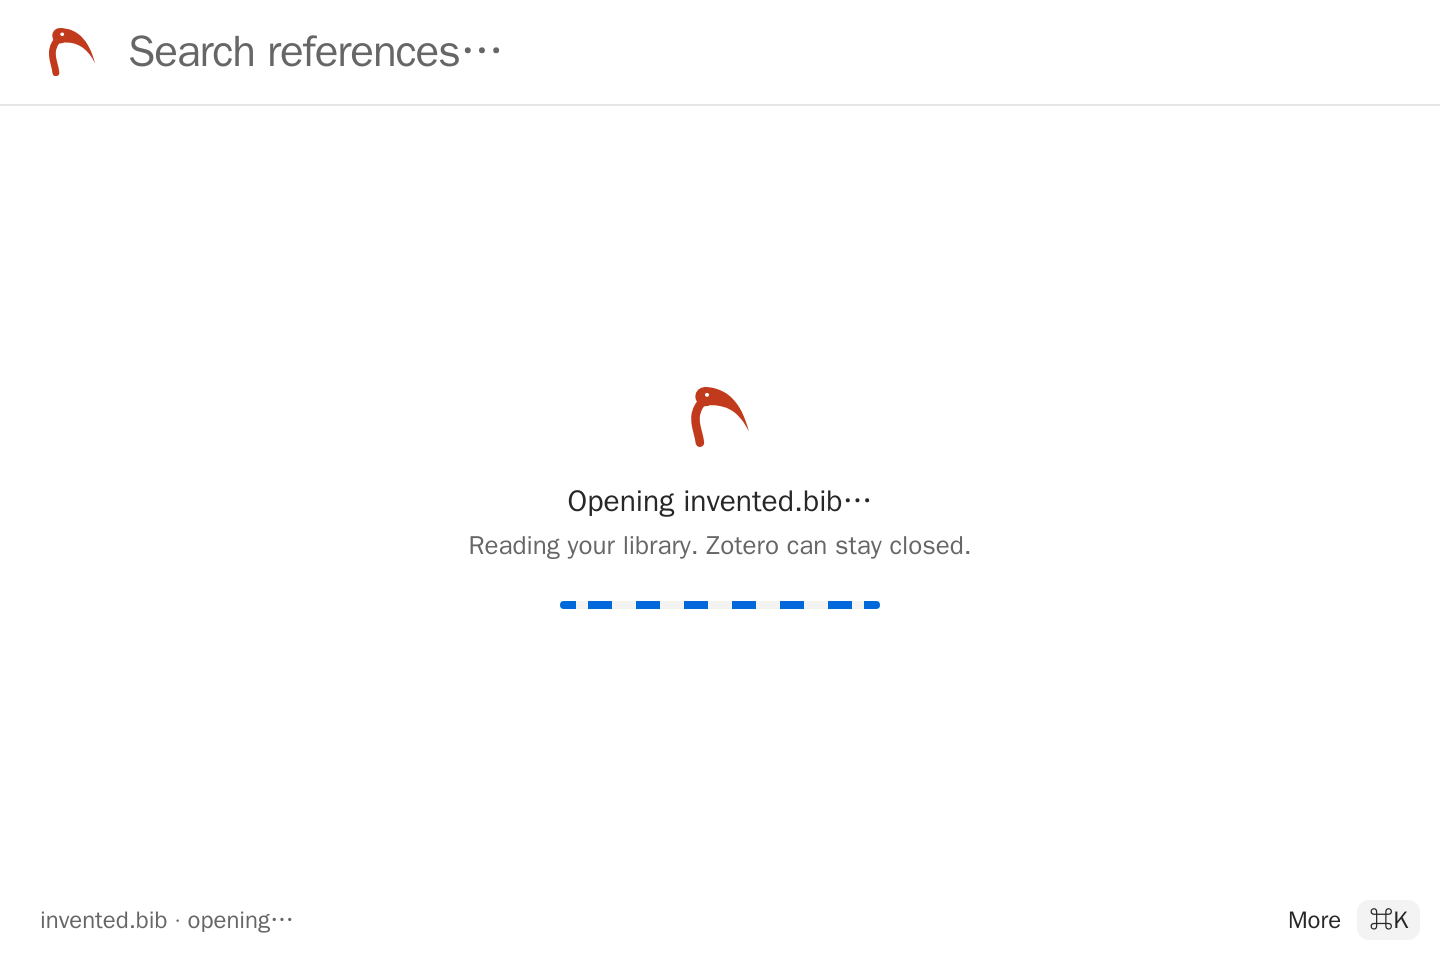 Search references…
Opening invented.bib…
Reading your library. Zotero can stay closed.
invented.bib · opening…
More ⌘K